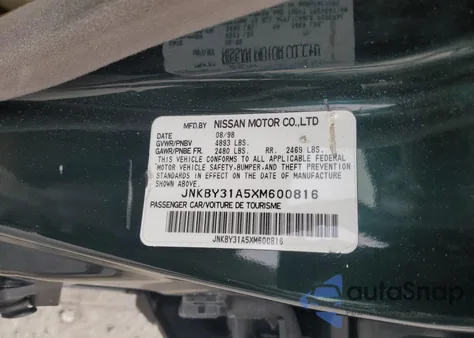 MFD.BY NISSAN MOTOR CO.,LTD
DATE 08/98
GVWR/PNBV 4893 LBS.
GAWR/PNBE FR. 2480 LBS. RR. 2469 LBS.
THIS VEHICLE CONFORMS TO ALL APPLICABLE FEDERAL
MOTOR VEHICLE SAFETY,BUMPER,AND THEFT PREVENTION
STANDARDS IN EFFECT ON THE DATE OF MANUFACTURE
SHOWN ABOVE.
JNKBY31A5XM600816
PASSENGER CAR/VOITURE DE TOURISME
JNKBY31A5XM600816
autoSnap